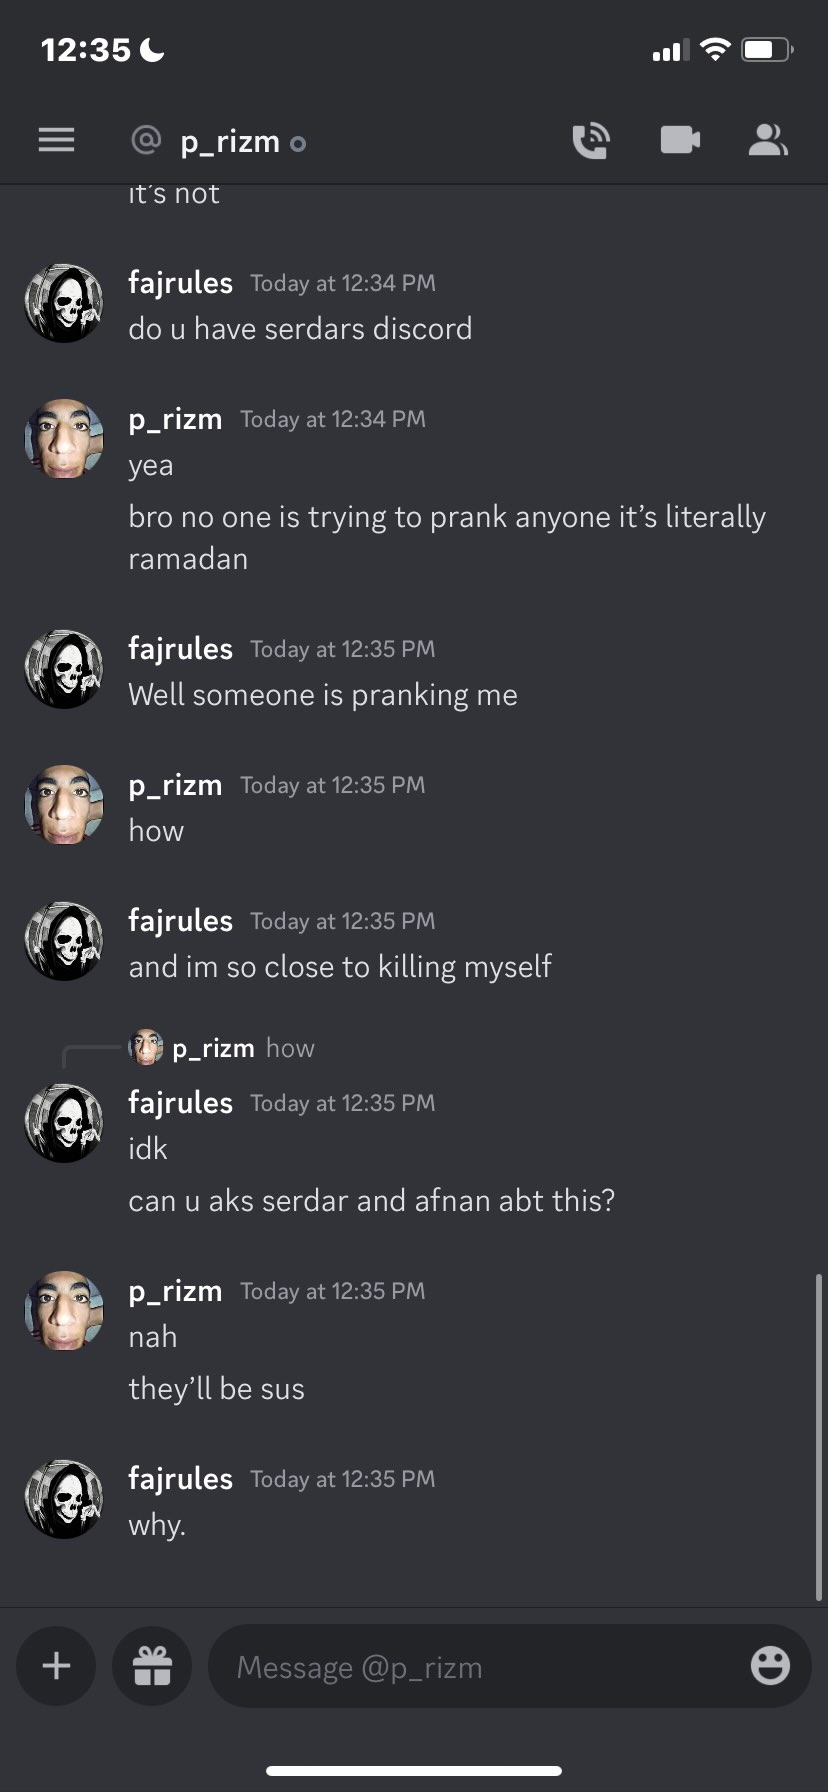 12:35
@ p_rizm
it's not
fajrules Today at 12:34 PM
do u have serdars discord
p_rizm Today at 12:34 PM
yea
bro no one is trying to prank anyone it's literally
ramadan
fajrules Today at 12:35 PM
Well someone is pranking me
p_rizm Today at 12:35 PM
how
fajrules Today at 12:35 PM
and im so close to killing myself
p_rizm how
fajrules Today at 12:35 PM
idk
can u aks serdar and afnan abt this?
p_rizm Today at 12:35 PM
nah
they'll be sus
fajrules Today at 12:35 PM
why.
Message @p_rizm